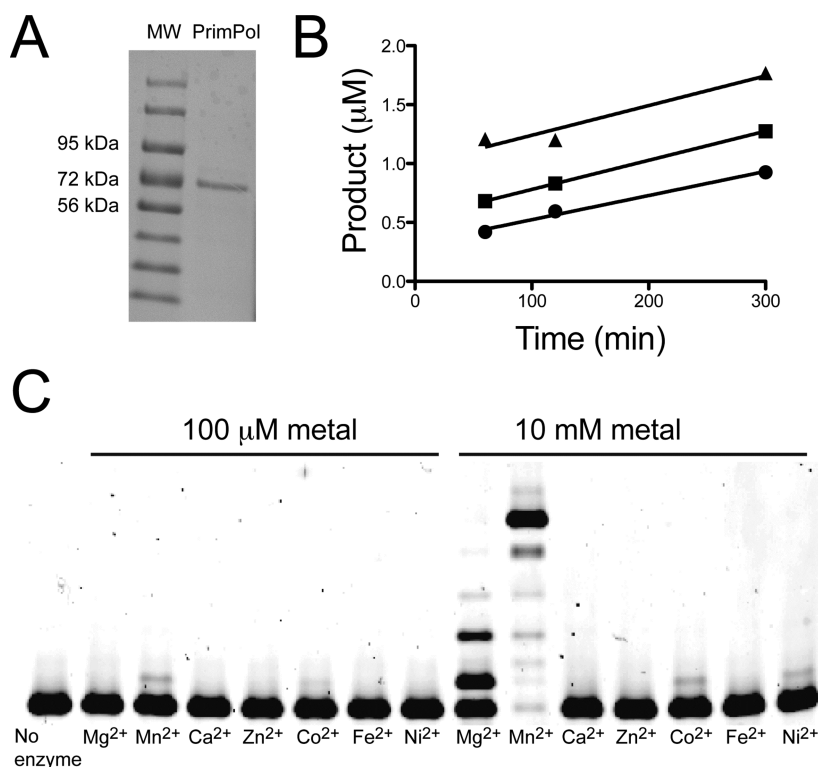 A
MW PrimPol
95 kDa
72 kDa
56 kDa
B
Product (μM)
2.0
1.5
1.0
0.5
0.0
0 100 200 300
Time (min)
C
100 μM metal 10 mM metal
No enzyme Mg²⁺ Mn²⁺ Ca²⁺ Zn²⁺ Co²⁺ Fe²⁺ Ni²⁺ Mg²⁺ Mn²⁺ Ca²⁺ Zn²⁺ Co²⁺ Fe²⁺ Ni²⁺